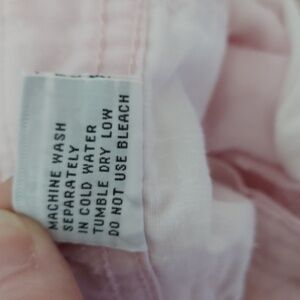 MACHINE WASH
SEPARATELY
IN COLD WATER
TUMBLE DRY LOW
DO NOT USE BLEACH